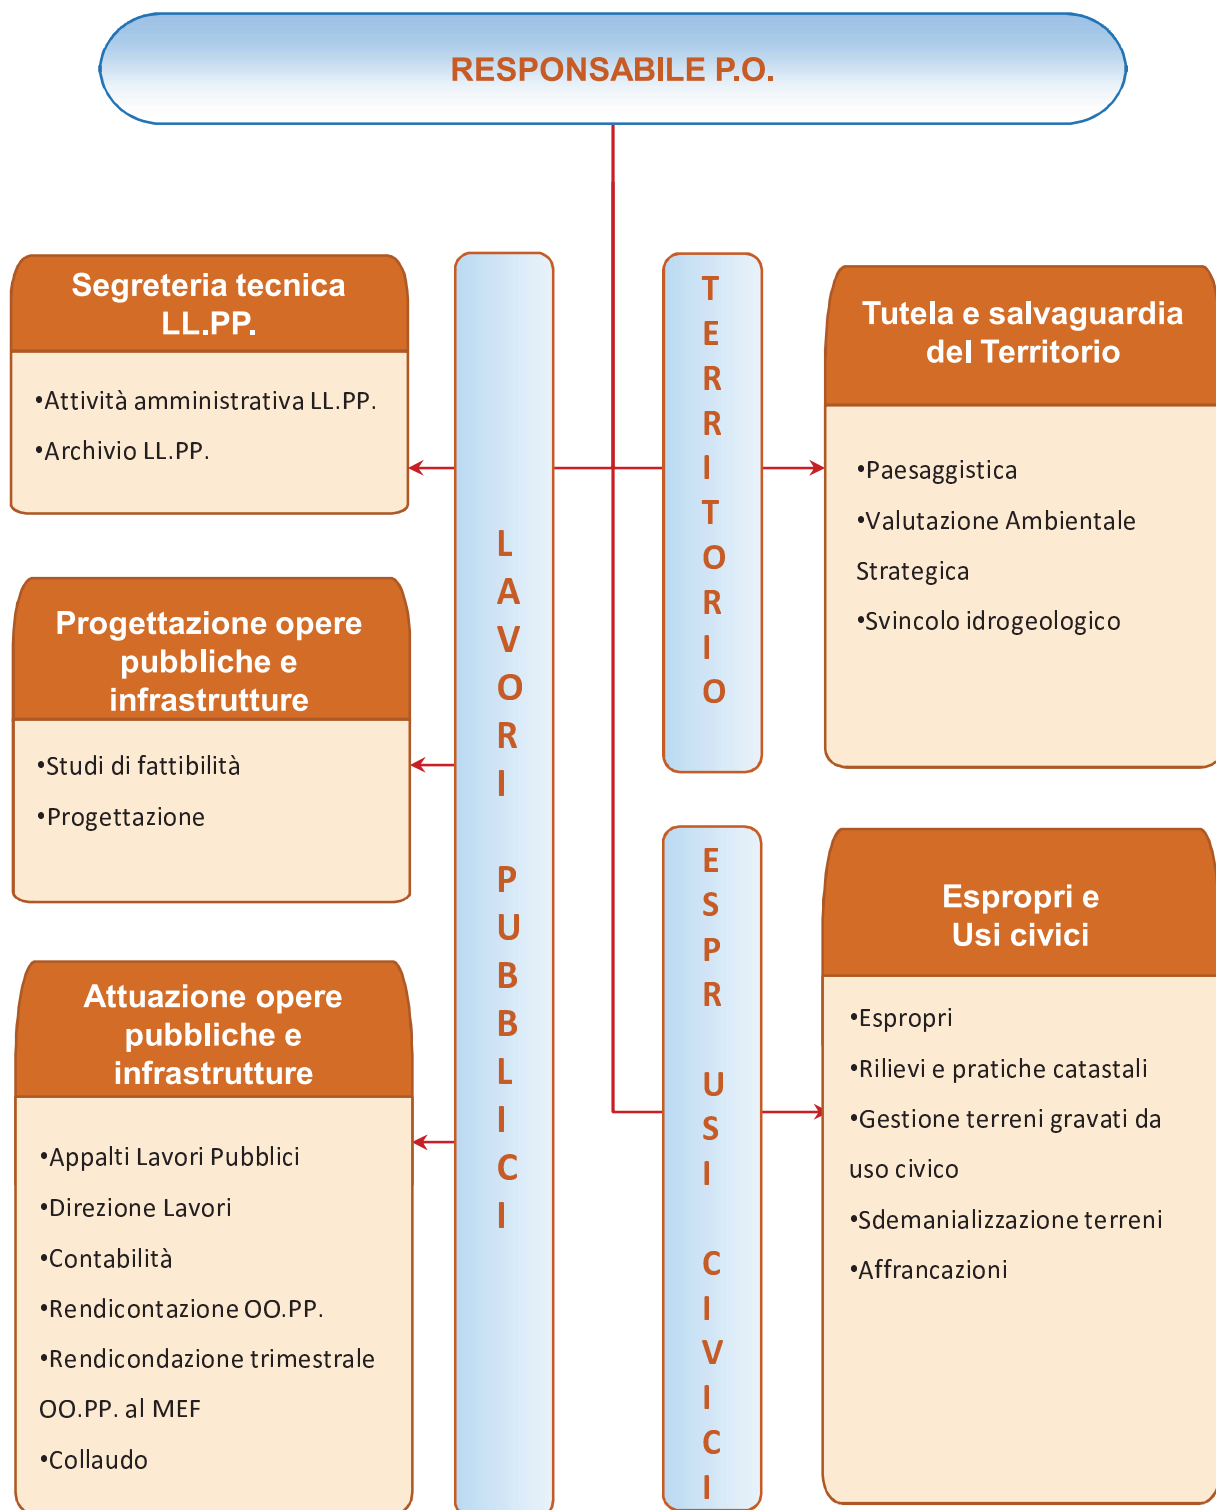 RESPONSABILE P.O.
Segreteria tecnica
LL.PP.
•Attività amministrativa LL.PP.
•Archivio LL.PP.
Progettazione opere
pubbliche e
infrastrutture
•Studi di fattibilità
•Progettazione
Attuazione opere
pubbliche e
infrastrutture
•Appalti Lavori Pubblici
•Direzione Lavori
•Contabilità
•Rendicontazione OO.PP.
•Rendicondazione trimestrale
OO.PP. al MEF
•Collaudo
LAVORI PUBBLICI
TERRITORIO
Tutela e salvaguardia
del Territorio
•Paesaggistica
•Valutazione Ambientale
Strategica
•Svincolo idrogeologico
ESPR USI CIVICI
Espropri e
Usi civici
•Espropri
•Rilievi e pratiche catastali
•Gestione terreni gravati da
uso civico
•Sdemanializzazione terreni
•Affrancazioni